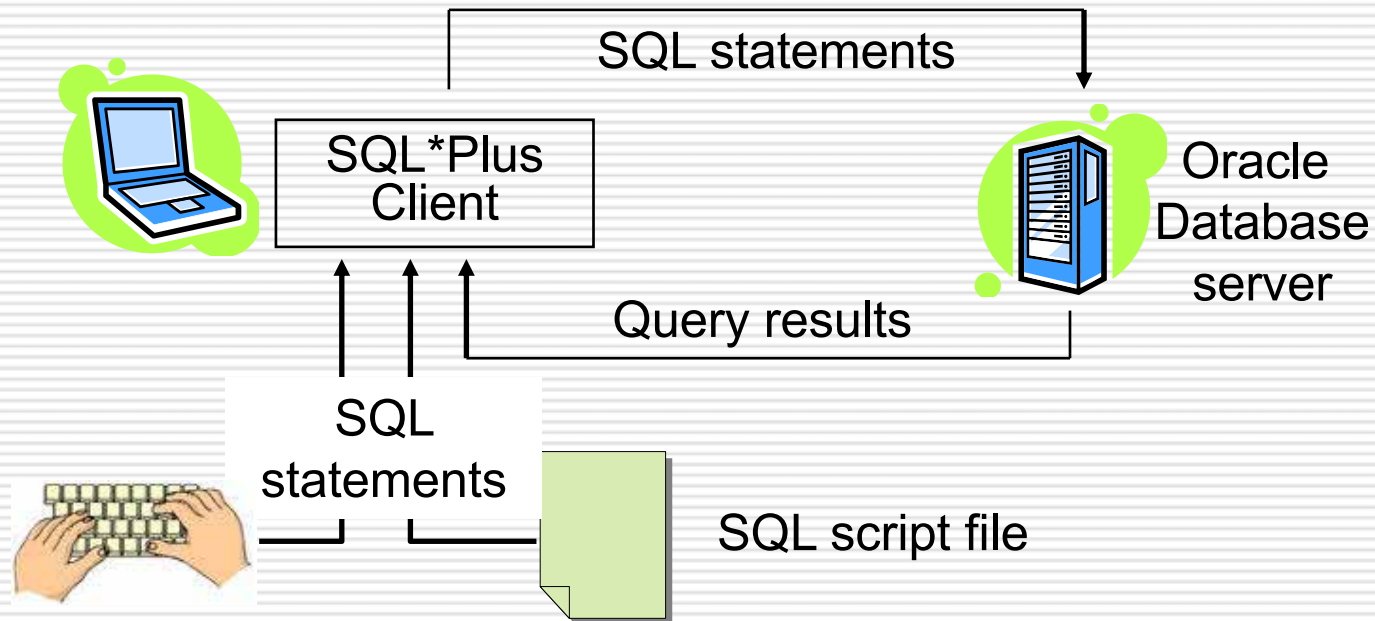 SQL statements
SQL*Plus
Client
Oracle
Database
server
Query results
SQL
statements
SQL script file